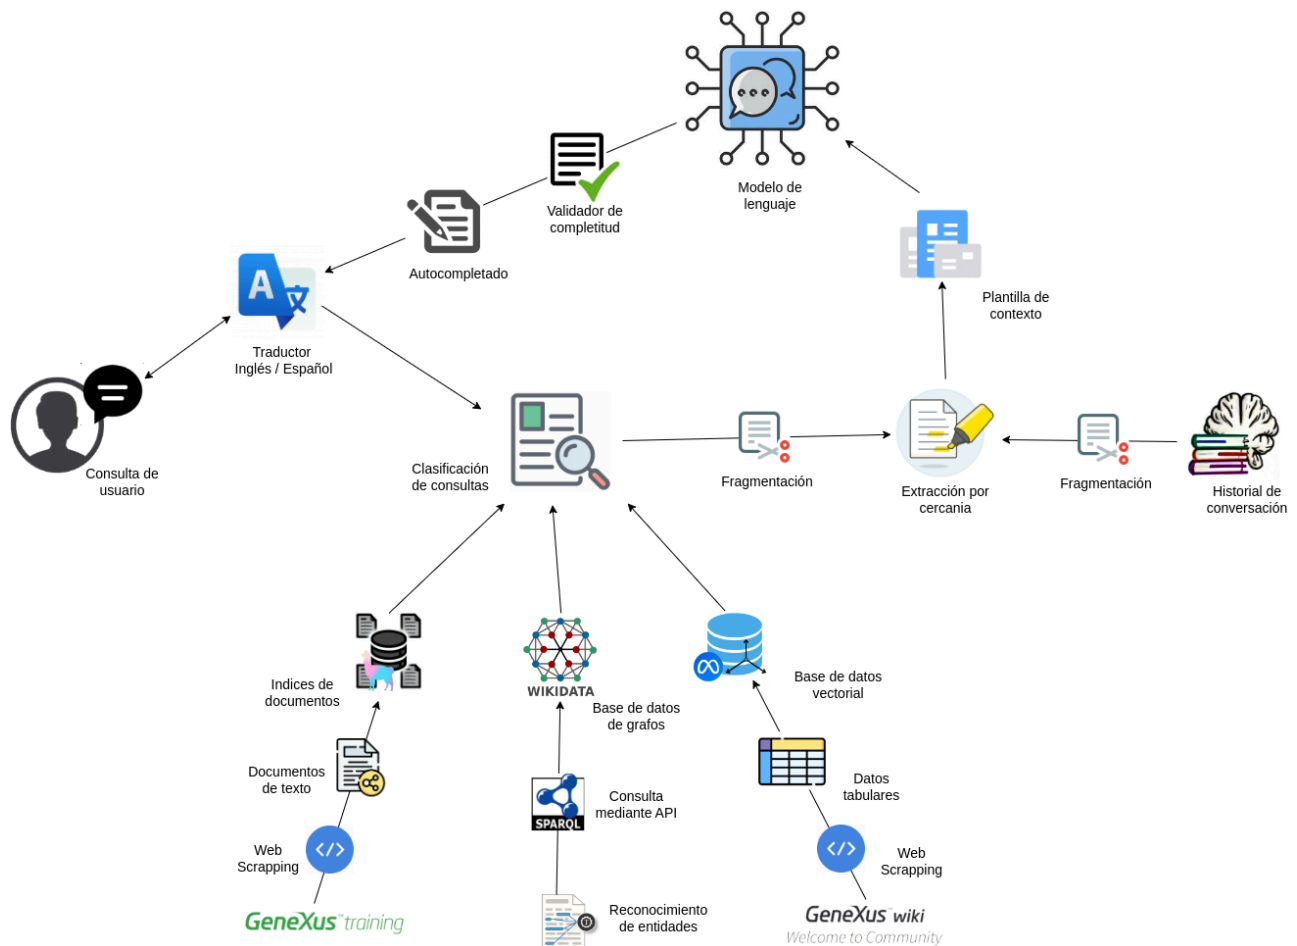 Modelo de
lenguaje
Validador de
completitud
Autocompletado
A
Plantilla de
contexto
Traductor
Inglés / Español
Consulta de
usuario
Clasificación
de consultas
Fragmentación
Extracción por
cercania
Fragmentación
Historial de
conversación
Indices de
documentos
WIKIDATA
Base de datos
de grafos
Base de datos
vectorial
Documentos
de texto
SPARQL
Consulta
mediante API
Datos
tabulares
Web
Scrapping
</>
</>
Web
Scrapping
GeneXus™ training
Reconocimiento
de entidades
GeneXus™ wiki
Welcome to Community